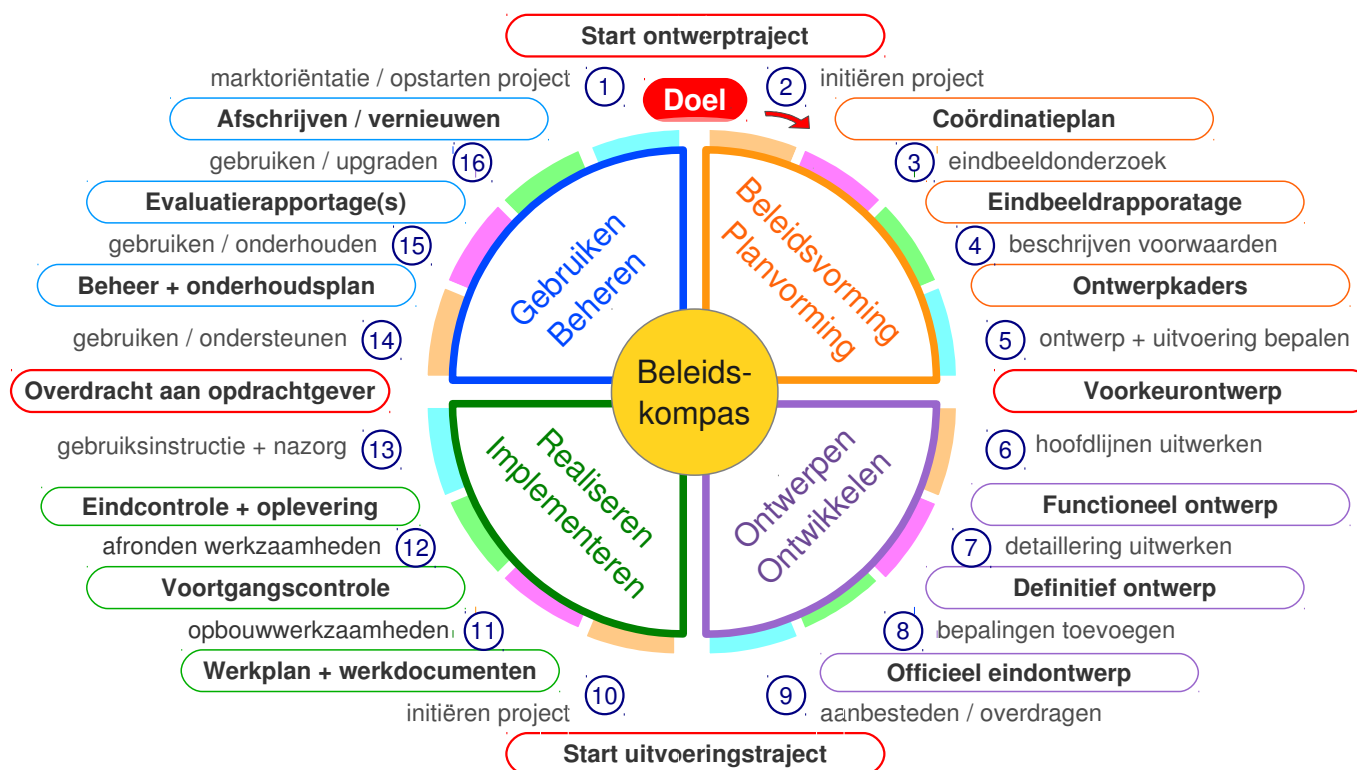 Start ontwerptraject
marktoriëntatie / opstarten project 1
Doel
2 initiëren project
Coördinatieplan
3 eindbeeldonderzoek
Eindbeeldrapporatage
4 beschrijven voorwaarden
Ontwerpkaders
5 ontwerp + uitvoering bepalen
Voorkeurontwerp
6 hoofdlijnen uitwerken
Functioneel ontwerp
7 detaillering uitwerken
Definitief ontwerp
8 bepalingen toevoegen
Officieel eindontwerp
9 aanbesteden / overdragen
Start uitvoeringstraject
initiëren project 10
Werkplan + werkdocumenten
opbouwwerkzaamheden 11
Voortgangscontrole
afronden werkzaamheden 12
Eindcontrole + oplevering
gebruiksinstructie + nazorg 13
Overdracht aan opdrachtgever
gebruiken / ondersteunen 14
Beheer + onderhoudsplan
gebruiken / onderhouden 15
Evaluatierapportage(s)
gebruiken / upgraden 16
Afschrijven / vernieuwen
Beleidsvorming
Planvorming
Ontwerpen
Ontwikkelen
Realiseren
Implementeren
Gebruiken
Beheren
Beleids-
kompas